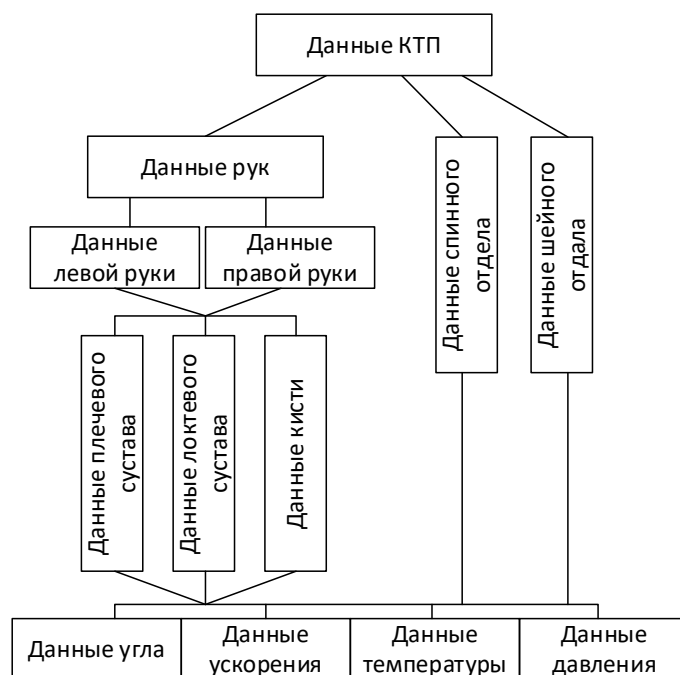 Данные КТП
Данные рук
Данные
левой руки
Данные
правой руки
Данные спинного
отдела
Данные шейного
отдала
Данные плечевого
сустава
Данные локтевого
сустава
Данные кисти
Данные угла
Данные
ускорения
Данные
температуры
Данные
давления